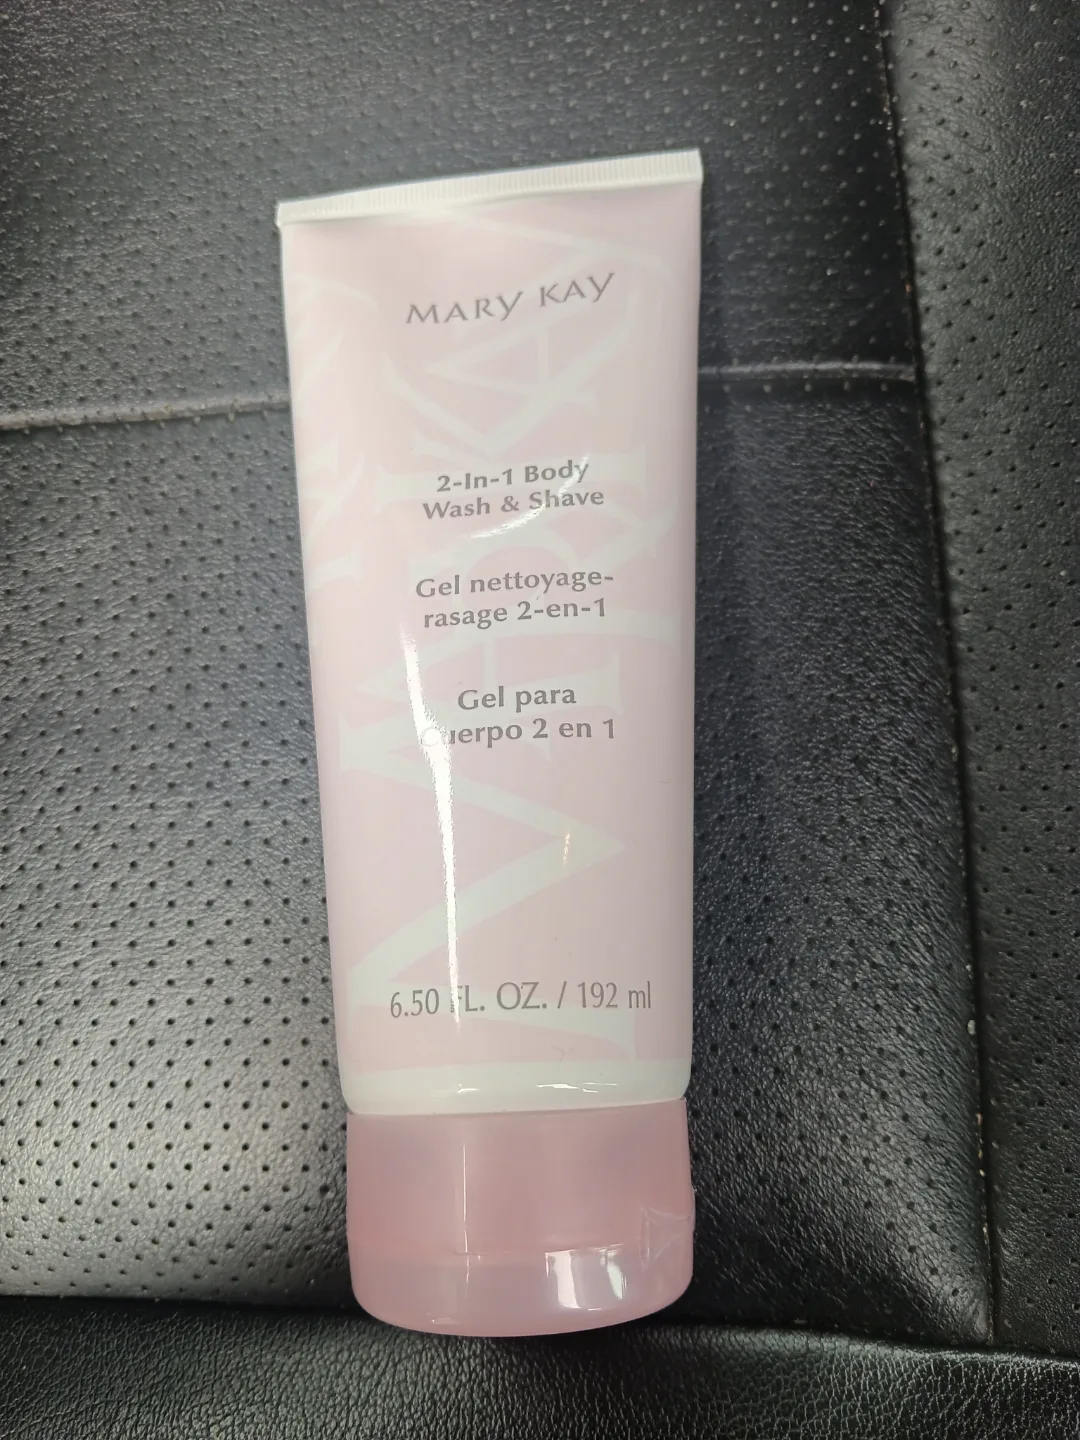 MARY KAY
2-In-1 Body
Wash & Shave
Gel nettoyage-
rasage 2-en-1
Gel para
Cuerpo 2 en 1
6.50 FL. OZ. / 192 ml